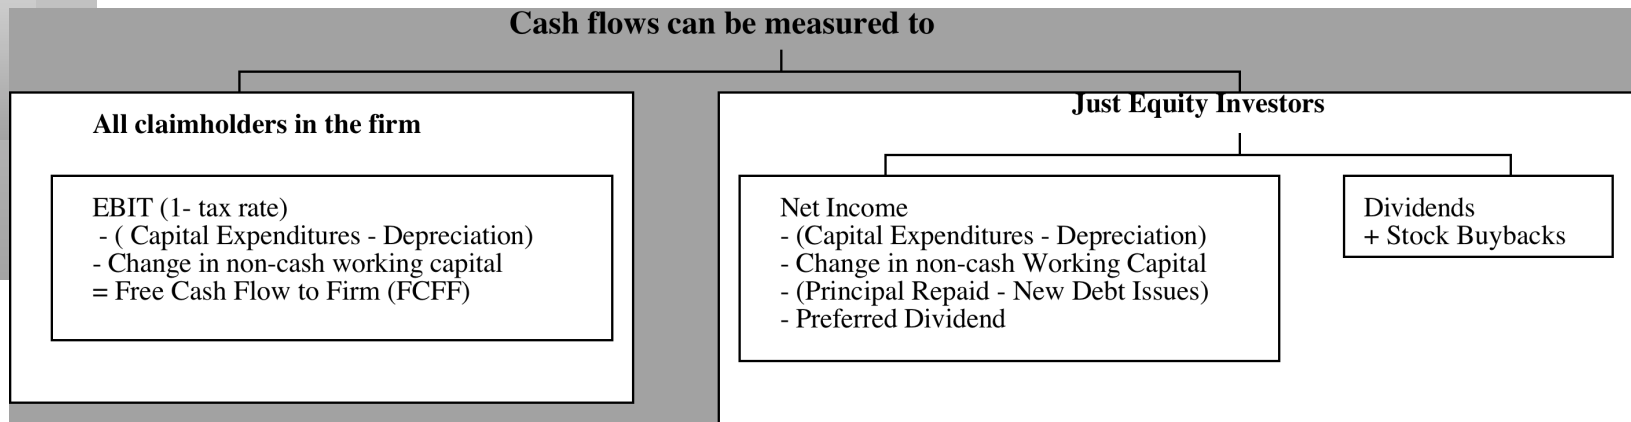 Cash flows can be measured to
All claimholders in the firm
EBIT (1- tax rate)
- ( Capital Expenditures - Depreciation)
- Change in non-cash working capital
= Free Cash Flow to Firm (FCFF)
Just Equity Investors
Net Income
- (Capital Expenditures - Depreciation)
- Change in non-cash Working Capital
- (Principal Repaid - New Debt Issues)
- Preferred Dividend
Dividends
+ Stock Buybacks